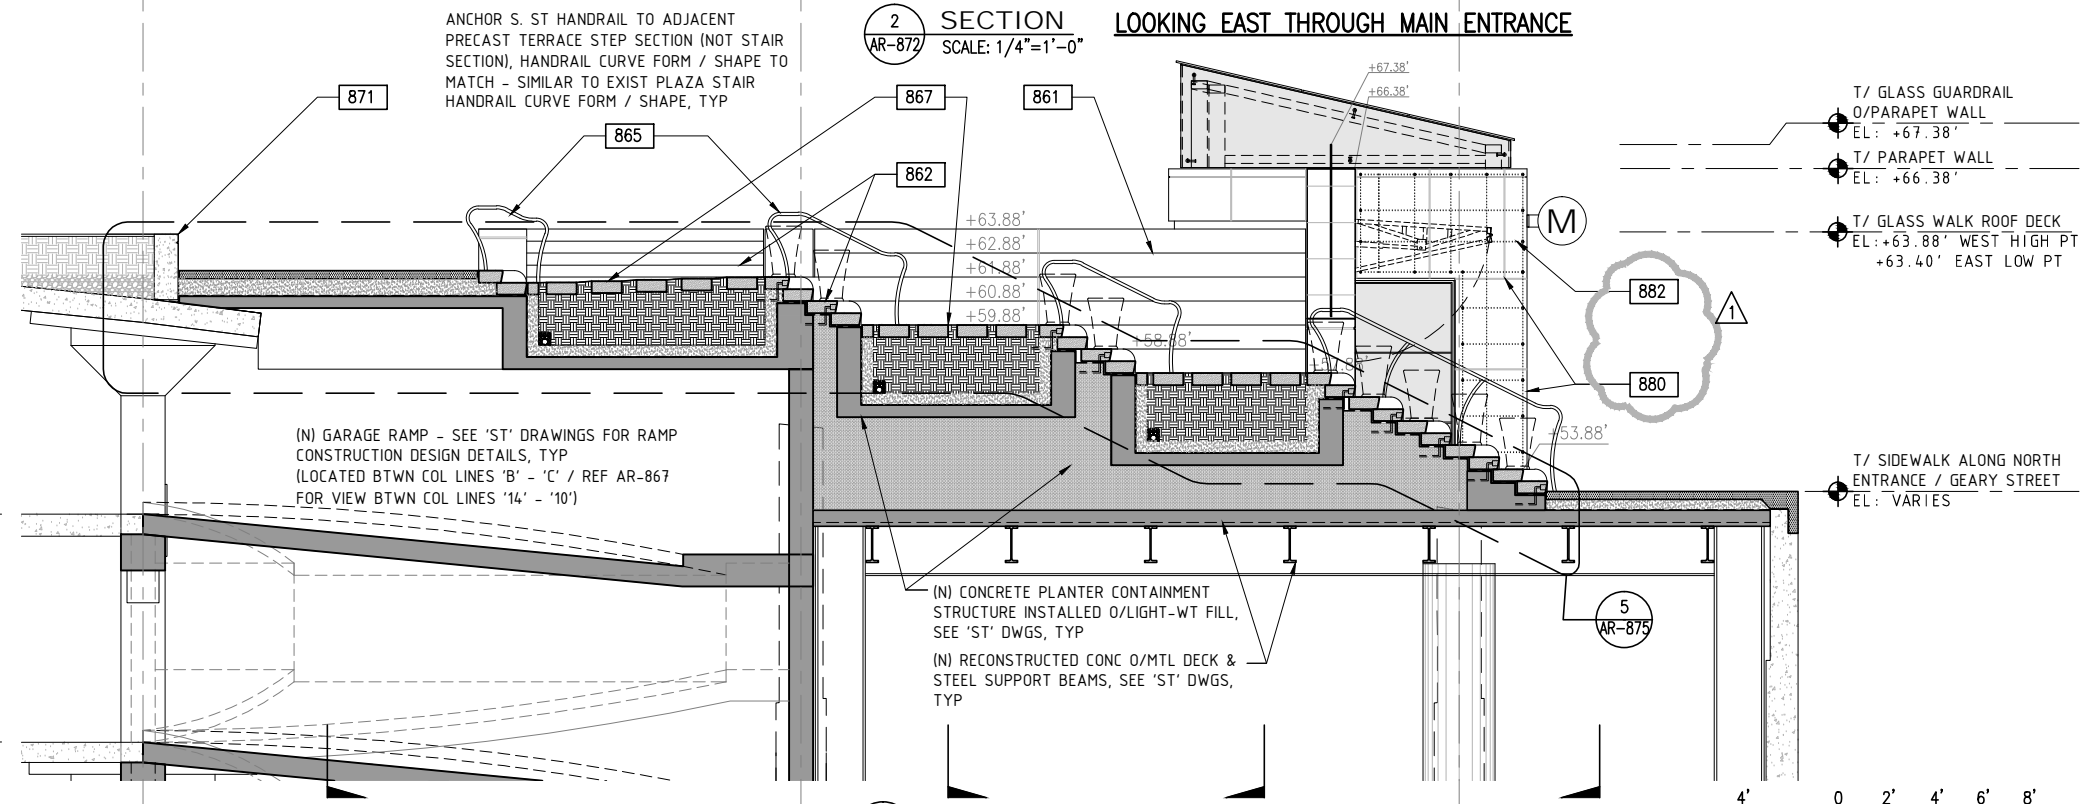 2
AR-872
SECTION
SCALE: 1/4"=1'-0"
LOOKING EAST THROUGH MAIN ENTRANCE
ANCHOR S. ST HANDRAIL TO ADJACENT
PRECAST TERRACE STEP SECTION (NOT STAIR
SECTION), HANDRAIL CURVE FORM / SHAPE TO
MATCH - SIMILAR TO EXIST PLAZA STAIR
HANDRAIL CURVE FORM / SHAPE, TYP
871
865
867
862
861
+67.38'
+66.38'
T/ GLASS GUARDRAIL
O/PARAPET WALL
EL: +67.38'
T/ PARAPET WALL
EL: +66.38'
T/ GLASS WALK ROOF DECK
EL:+63.88' WEST HIGH PT
+63.40' EAST LOW PT
M
882
880
1
+63.88'
+62.88'
+61.88'
+60.88'
+59.88'
+58.88'
+53.88'
T/ SIDEWALK ALONG NORTH
ENTRANCE / GEARY STREET
EL: VARIES
(N) GARAGE RAMP - SEE 'ST' DRAWINGS FOR RAMP
CONSTRUCTION DESIGN DETAILS, TYP
(LOCATED BTWN COL LINES 'B' - 'C' / REF AR-867
FOR VIEW BTWN COL LINES '14' - '10')
(N) CONCRETE PLANTER CONTAINMENT
STRUCTURE INSTALLED O/LIGHT-WT FILL,
SEE 'ST' DWGS, TYP
(N) RECONSTRUCTED CONC O/MTL DECK &
STEEL SUPPORT BEAMS, SEE 'ST' DWGS,
TYP
5
AR-875
4' 0 2' 4' 6' 8'